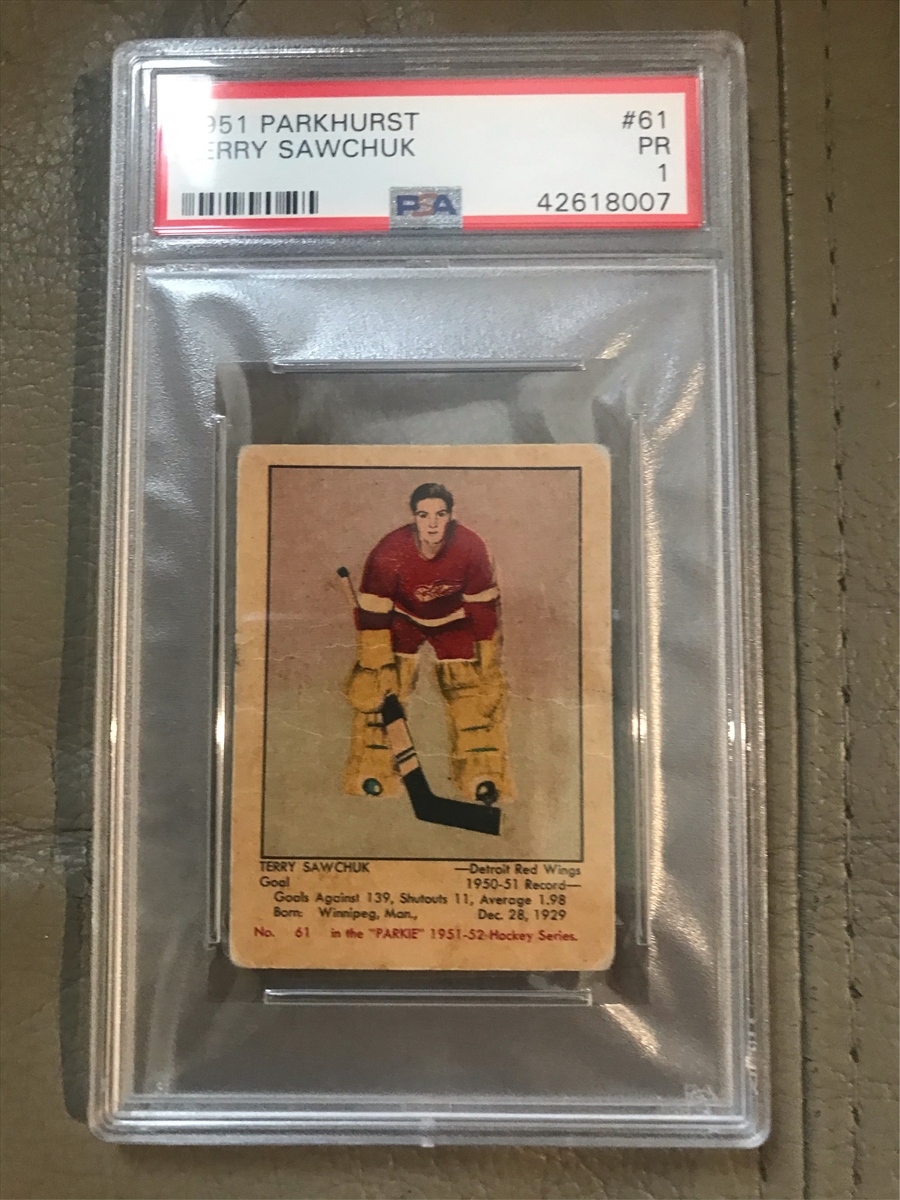 951 PARKHURST #61
ERRY SAWCHUK PR
1
PSA 42618007
TERRY SAWCHUK —Detroit Red Wings
Goal 1950-51 Record—
Goals Against 139, Shutouts 11, Average 1.98
Born: Winnipeg, Man., Dec. 28, 1929
No. 61 in the "PARKIE" 1951-52 Hockey Series.